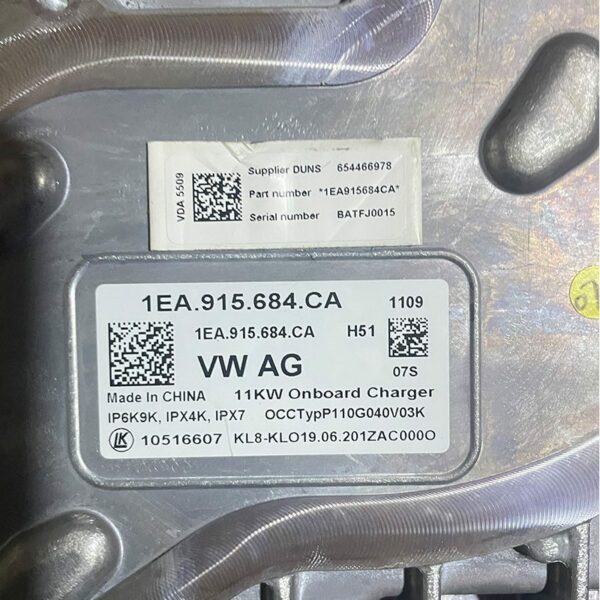 VDA 5509
Supplier DUNS 654466978
Part number *1EA915684CA*
Serial number BATFJ0015
1EA.915.684.CA 1109
1EA.915.684.CA H51
VW AG 07S
Made In CHINA 11KW Onboard Charger
IP6K9K, IPX4K, IPX7 OCCTypP110G040V03K
LK 10516607 KL8-KLO19.06.201ZAC000O